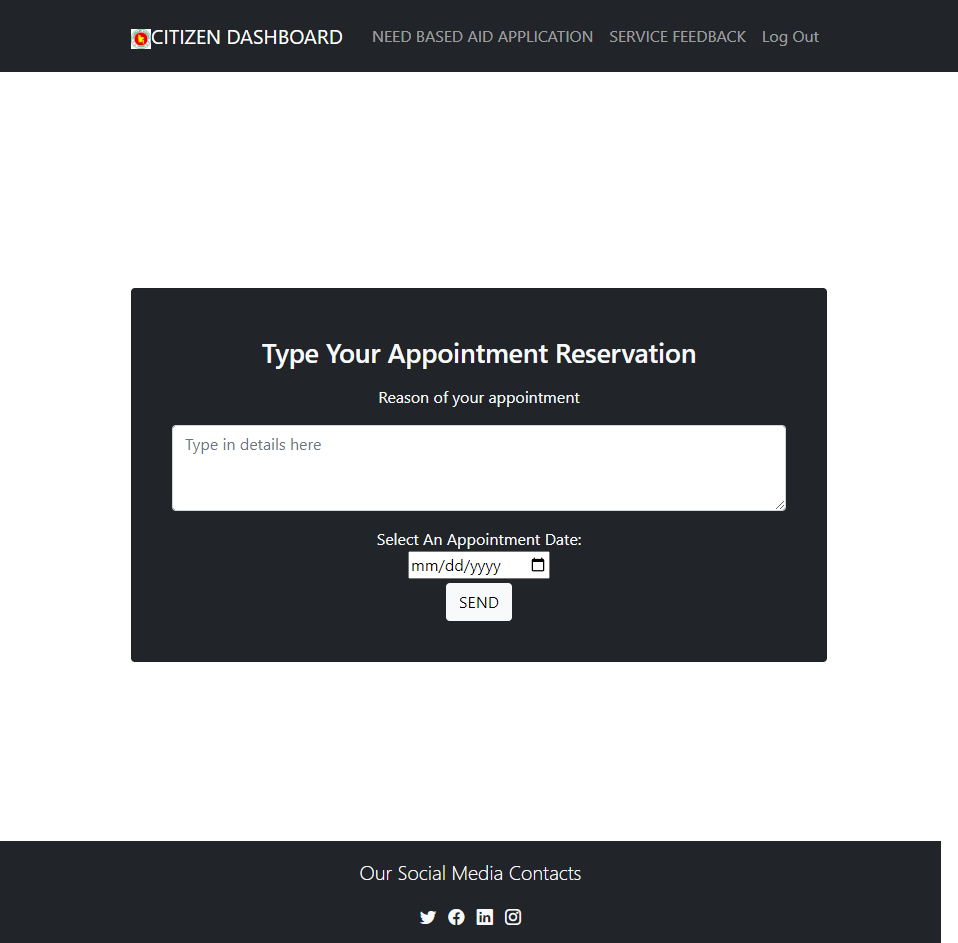 CITIZEN DASHBOARD NEED BASED AID APPLICATION SERVICE FEEDBACK Log Out
Type Your Appointment Reservation
Reason of your appointment
Type in details here
Select An Appointment Date:
mm/dd/yyyy
SEND
Our Social Media Contacts